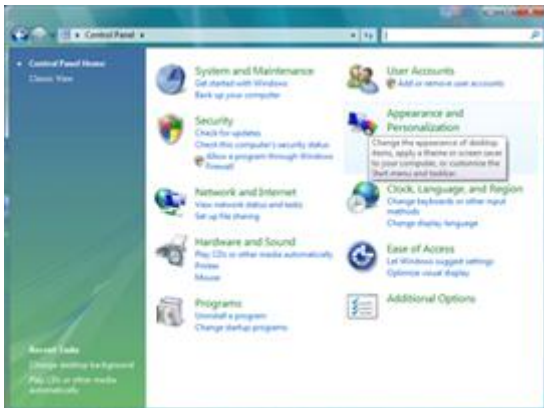 Control Panel
Control Panel Home
Classic View
System and Maintenance
Get started with Windows
Back up your computer
Security
Check for updates
Check this computer's security status
Allow a program through Windows
Firewall
Network and Internet
View network status and tasks
Set up file sharing
Hardware and Sound
Play CDs or other media automatically
Printer
Mouse
Programs
Uninstall a program
Change startup programs
User Accounts
Add or remove user accounts
Appearance and
Personalization
Change the appearance of desktop
items, apply a theme or screen saver
to your computer, or customize the
Start menu and taskbar.
Clock, Language, and Region
Change keyboards or other input
methods
Change display language
Ease of Access
Let Windows suggest settings
Optimize visual display
Additional Options
Recent Tasks
Change desktop background
Play CDs or other media
automatically